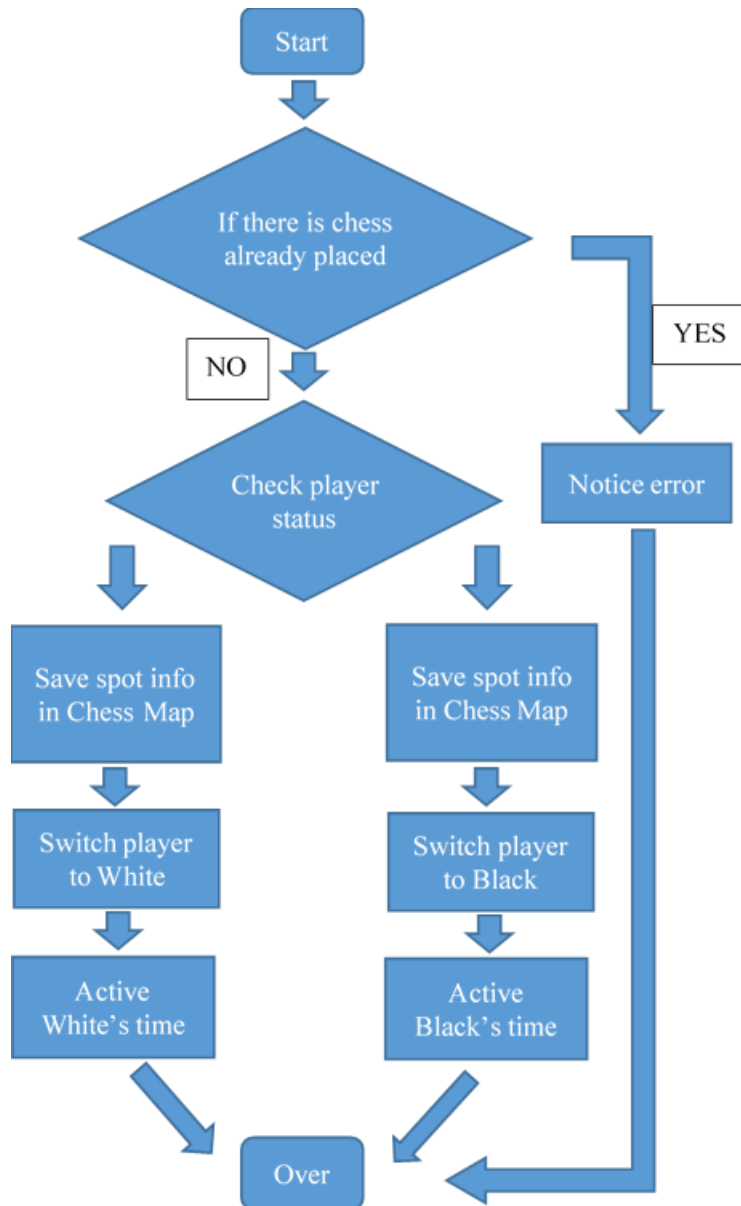 Start
If there is chess
already placed
YES
NO
Check player
status
Notice error
Save spot info
in Chess Map
Save spot info
in Chess Map
Switch player
to White
Switch player
to Black
Active
White’s time
Active
Black’s time
Over